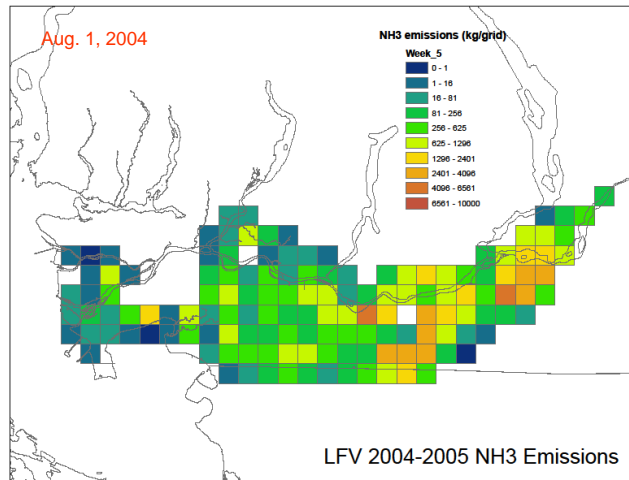 Aug. 1, 2004
NH3 emissions (kg/grid)
Week_5
0 - 1
1 - 16
16 - 81
81 - 256
256 - 625
625 - 1296
1296 - 2401
2401 - 4096
4096 - 6561
6561 - 10000
LFV 2004-2005 NH3 Emissions